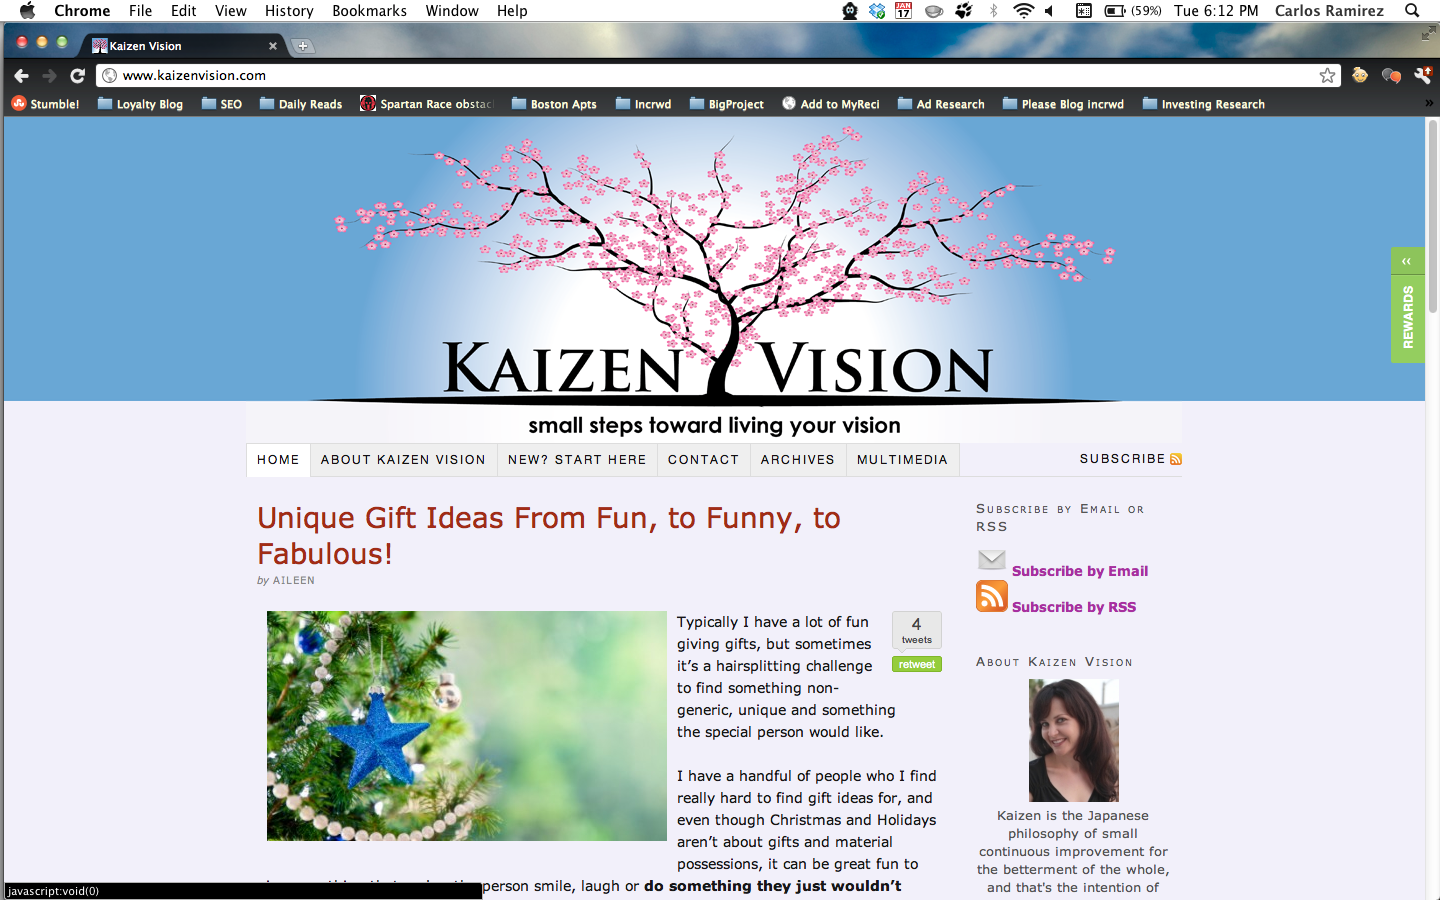 Chrome File Edit View History Bookmarks Window Help JAN 17 (59%) Tue 6:12 PM Carlos Ramirez
Kaizen Vision
www.kaizenvision.com
Stumble! Loyalty Blog SEO Daily Reads Spartan Race obstac Boston Apts Incrwd BigProject Add to MyReci Ad Research Please Blog incrwd Investing Research »
KAIZEN VISION
small steps toward living your vision
‹‹ REWARDS
HOME ABOUT KAIZEN VISION NEW? START HERE CONTACT ARCHIVES MULTIMEDIA SUBSCRIBE
Unique Gift Ideas From Fun, to Funny, to
Fabulous!
by AILEEN
4
tweets
retweet
Typically I have a lot of fun
giving gifts, but sometimes
it's a hairsplitting challenge
to find something non-
generic, unique and something
the special person would like.
I have a handful of people who I find
really hard to find gift ideas for, and
even though Christmas and Holidays
aren't about gifts and material
possessions, it can be great fun to
person smile, laugh or do something they just wouldn't
SUBSCRIBE BY EMAIL OR
RSS
Subscribe by Email
Subscribe by RSS
ABOUT KAIZEN VISION
Kaizen is the Japanese
philosophy of small
continuous improvement for
the betterment of the whole,
and that's the intention of
javascript:void(0)